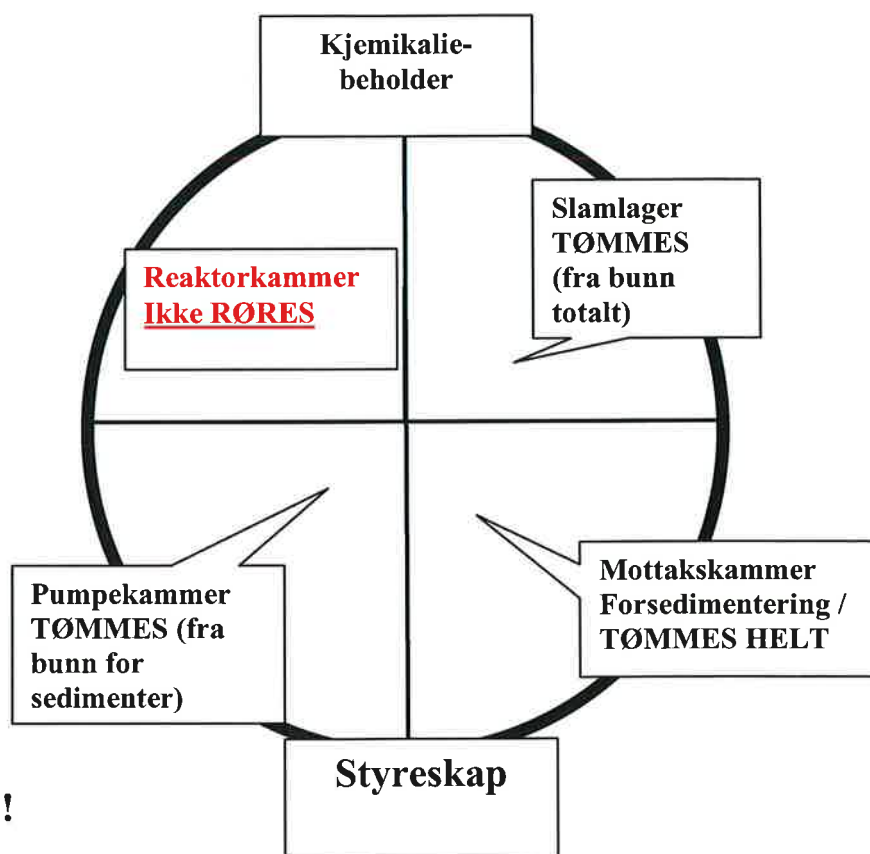 Kjemikalie-
beholder
Slamlager
TØMMES
(fra bunn
totalt)
Reaktorkammer
Ikke RØRES
Pumpekammer
TØMMES (fra
bunn for
sedimenter)
Mottakskammer
Forsedimentering /
TØMMES HELT
Styreskap
!